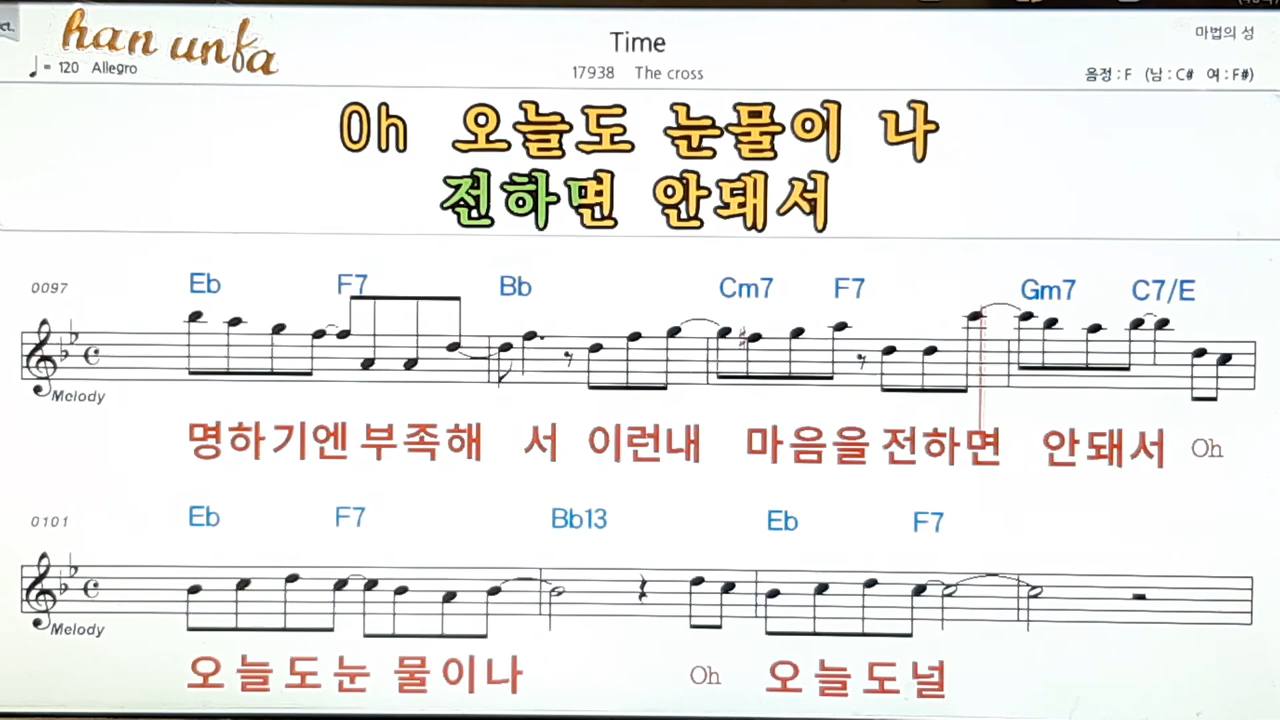 han unfa
Time
마법의 성
♩= 120 Allegro
17938 The cross
음정 : F (남 : C# 여 : F#)
Oh 오늘도 눈물이 나
전하면 안돼서
0097 Eb F7 Bb Cm7 F7 Gm7 C7/E
Melody
명하기엔 부족해 서 이런내 마음을 전하면 안돼서 Oh
0101 Eb F7 Bb13 Eb F7
Melody
오늘도눈 물이나 Oh 오늘도널